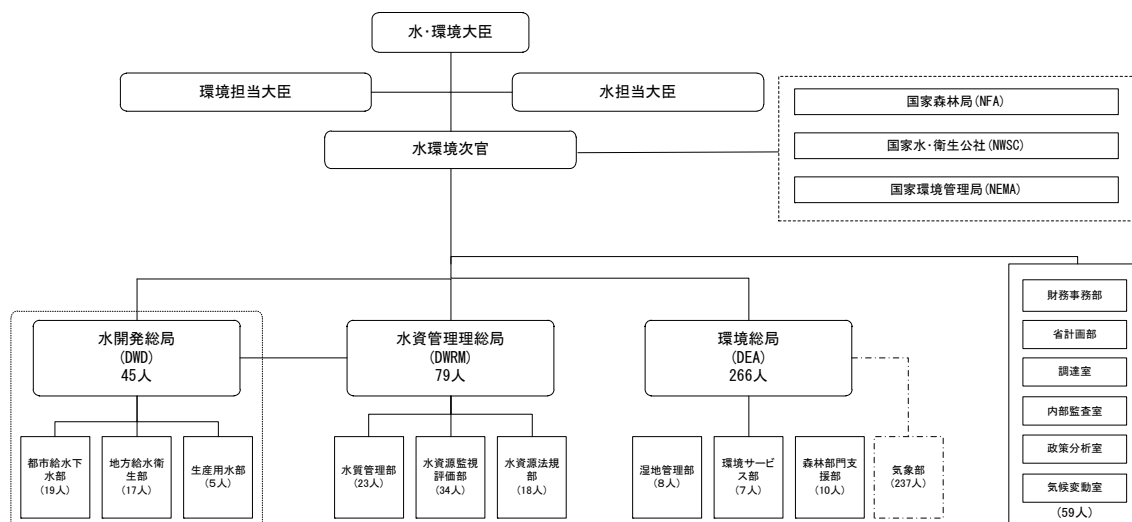 水・環境大臣
環境担当大臣
水担当大臣
水環境次官
国家森林局(NFA)
国家水・衛生公社(NWSC)
国家環境管理局(NEMA)
水開発総局
(DWD)
45人
水資管理理総局
(DWRM)
79人
環境総局
(DEA)
266人
都市給水下
水部
(19人)
地方給水衛
生部
(17人)
生産用水部
(5人)
水質管理部
(23人)
水資源監視
評価部
(34人)
水資源法規
部
(18人)
湿地管理部
(8人)
環境サービ
ス部
(7人)
森林部門支
援部
(10人)
気象部
(237人)
財務事務部
省計画部
調達室
内部監査室
政策分析室
気候変動室
(59人)